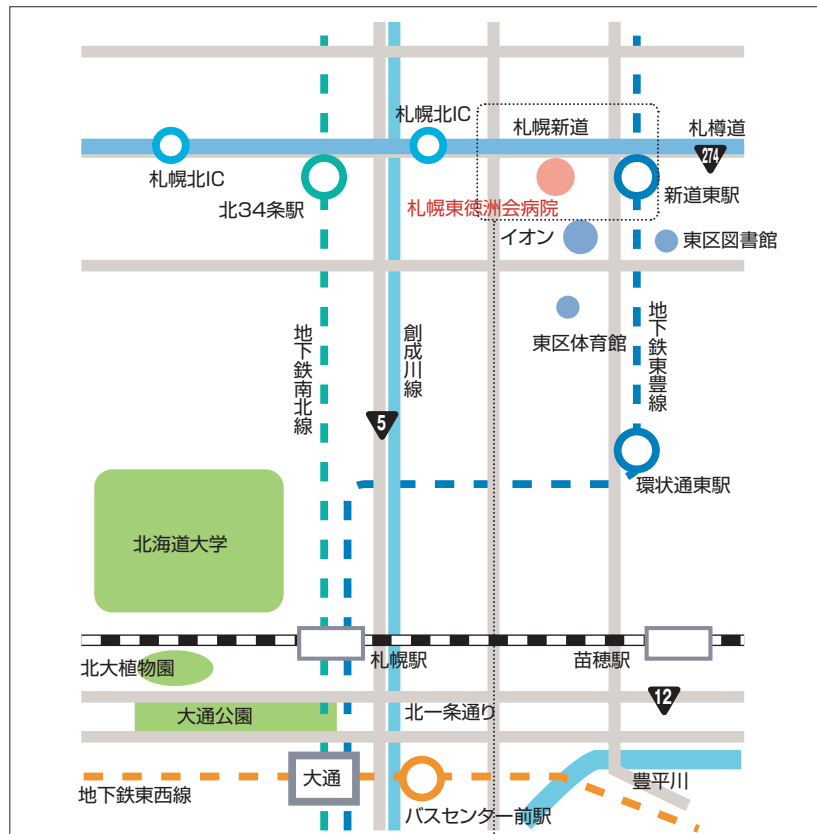 札幌北IC
札幌新道
札樽道
274
札幌北IC
北34条駅
札幌東徳洲会病院
新道東駅
イオン
東区図書館
東区体育館
地下鉄南北線
創成川線
地下鉄東豊線
5
環状通東駅
北海道大学
北大植物園
札幌駅
苗穂駅
大通公園
北一条通り
12
大通
地下鉄東西線
バスセンター前駅
豊平川